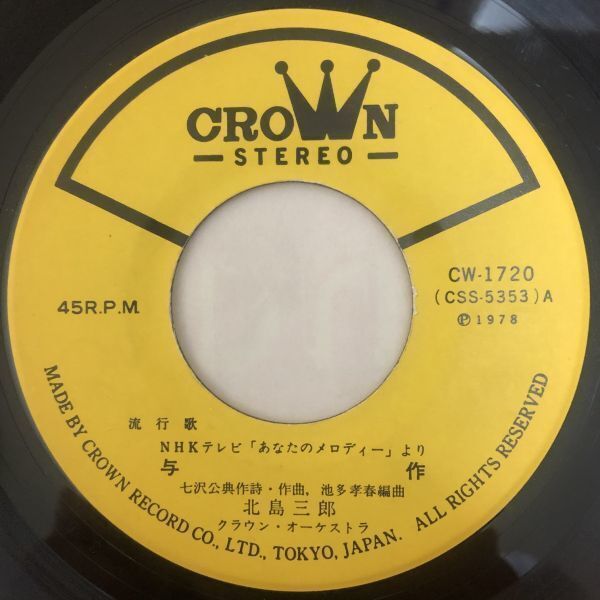 CROWN
STEREO
45R.P.M.
CW-1720
(CSS-5353)A
Ⓟ1978
流行歌
NHKテレビ「あなたのメロディー」より
与作
七沢公典作詩・作曲，池多孝春編曲
北島三郎
クラウン・オーケストラ
MADE BY CROWN RECORD CO., LTD., TOKYO, JAPAN. ALL RIGHTS RESERVED